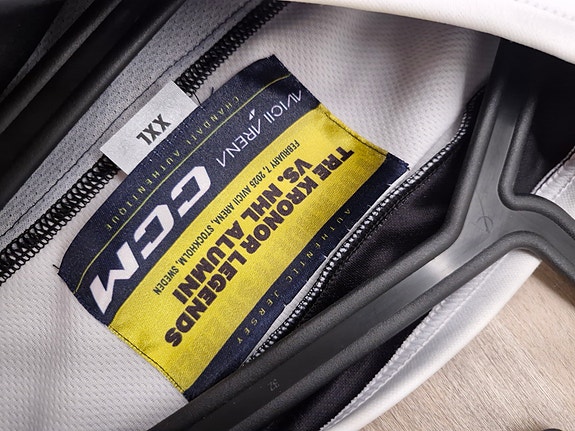 AUTHENTIC JERSEY
TRE KRONOR LEGENDS
VS. NHL ALUMNI
FEBRUARY 7, 2025 AVICII ARENA, STOCKHOLM, SWEDEN
AVICII ARENA CCM
CHANDAIL AUTHENTIQUE
XXL
32